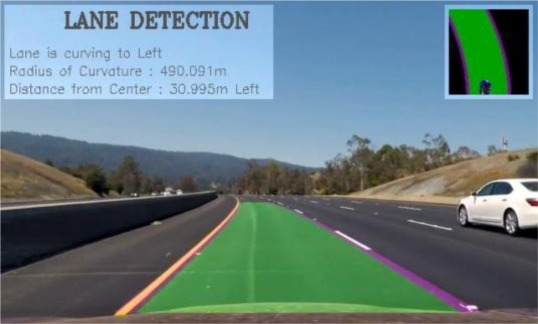 LANE DETECTION
Lane is curving to Left
Radius of Curvature : 490.091m
Distance from Center : 30.995m Left